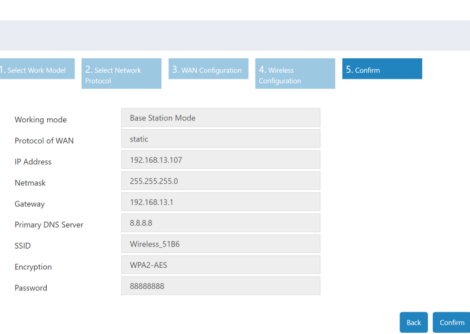 1. Select Work Model
2. Select Network
Protocol
3. WAN Configuration
4. Wireless
Configuration
5. Confirm
Working mode Base Station Mode
Protocol of WAN static
IP Address 192.168.13.107
Netmask 255.255.255.0
Gateway 192.168.13.1
Primary DNS Server 8.8.8.8
SSID Wireless_51B6
Encryption WPA2-AES
Password 88888888
Back Confirm